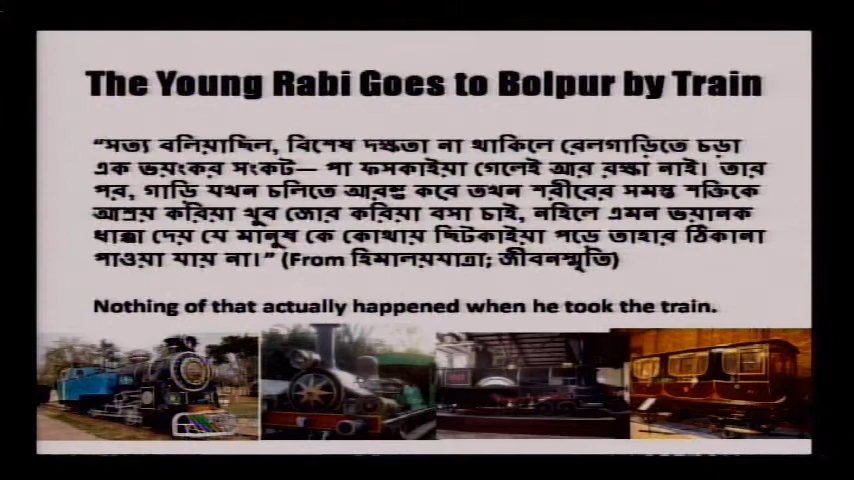 The Young Rabi Goes to Bolpur by Train
“সত্য বলিয়াছিল, বিশেষ দক্ষতা না থাকিলে রেলগাড়িতে চড়া
এক ভয়ংকর সংকট— পা ফসকাইয়া গেলেই আর রক্ষা নাই। তার
পর, গাড়ি যখন চলিতে আরম্ভ করে তখন শরীরের সমস্ত শক্তিকে
আশ্রয় করিয়া খুব জোর করিয়া বসা চাই, নহিলে এমন ভয়ানক
ধাক্কা দেয় যে মানুষ কে কোথায় ছিটকাইয়া পড়ে তাহার ঠিকানা
পাওয়া যায় না।” (From হিমালয়যাত্রা; জীবনস্মৃতি)
Nothing of that actually happened when he took the train.